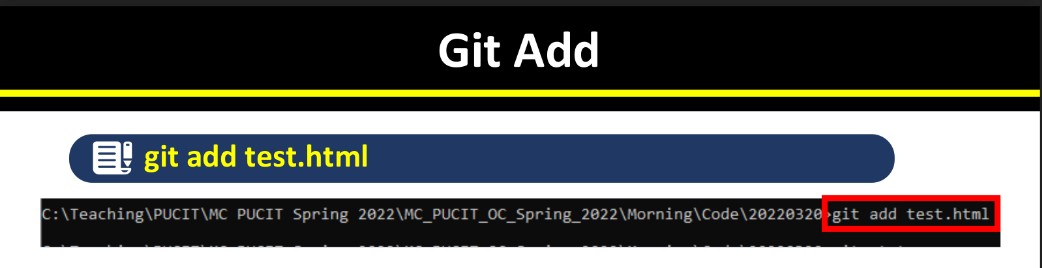 Git Add
git add test.html
C:\Teaching\PUCIT\MC PUCIT Spring 2022\MC_PUCIT_OC_Spring_2022\Morning\Code\20220320>git add test.html